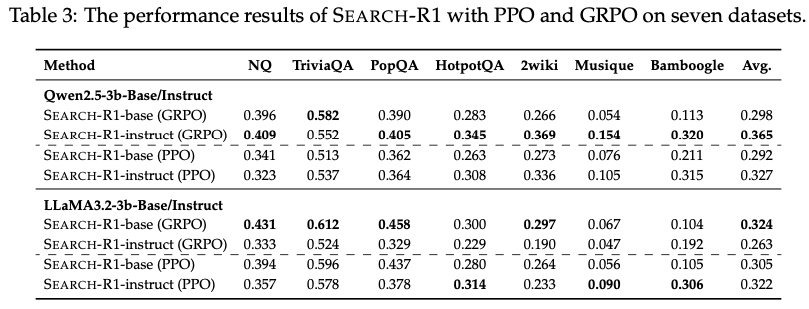 Table 3: The performance results of SEARCH-R1 with PPO and GRPO on seven datasets.
Method NQ TriviaQA PopQA HotpotQA 2wiki Musique Bamboogle Avg.
Qwen2.5-3b-Base/Instruct
SEARCH-R1-base (GRPO) 0.396 0.582 0.390 0.283 0.266 0.054 0.113 0.298
SEARCH-R1-instruct (GRPO) 0.409 0.552 0.405 0.345 0.369 0.154 0.320 0.365
SEARCH-R1-base (PPO) 0.341 0.513 0.362 0.263 0.273 0.076 0.211 0.292
SEARCH-R1-instruct (PPO) 0.323 0.537 0.364 0.308 0.336 0.105 0.315 0.327
LLaMA3.2-3b-Base/Instruct
SEARCH-R1-base (GRPO) 0.431 0.612 0.458 0.300 0.297 0.067 0.104 0.324
SEARCH-R1-instruct (GRPO) 0.333 0.524 0.329 0.229 0.190 0.047 0.192 0.263
SEARCH-R1-base (PPO) 0.394 0.596 0.437 0.280 0.264 0.056 0.105 0.305
SEARCH-R1-instruct (PPO) 0.357 0.578 0.378 0.314 0.233 0.090 0.306 0.322